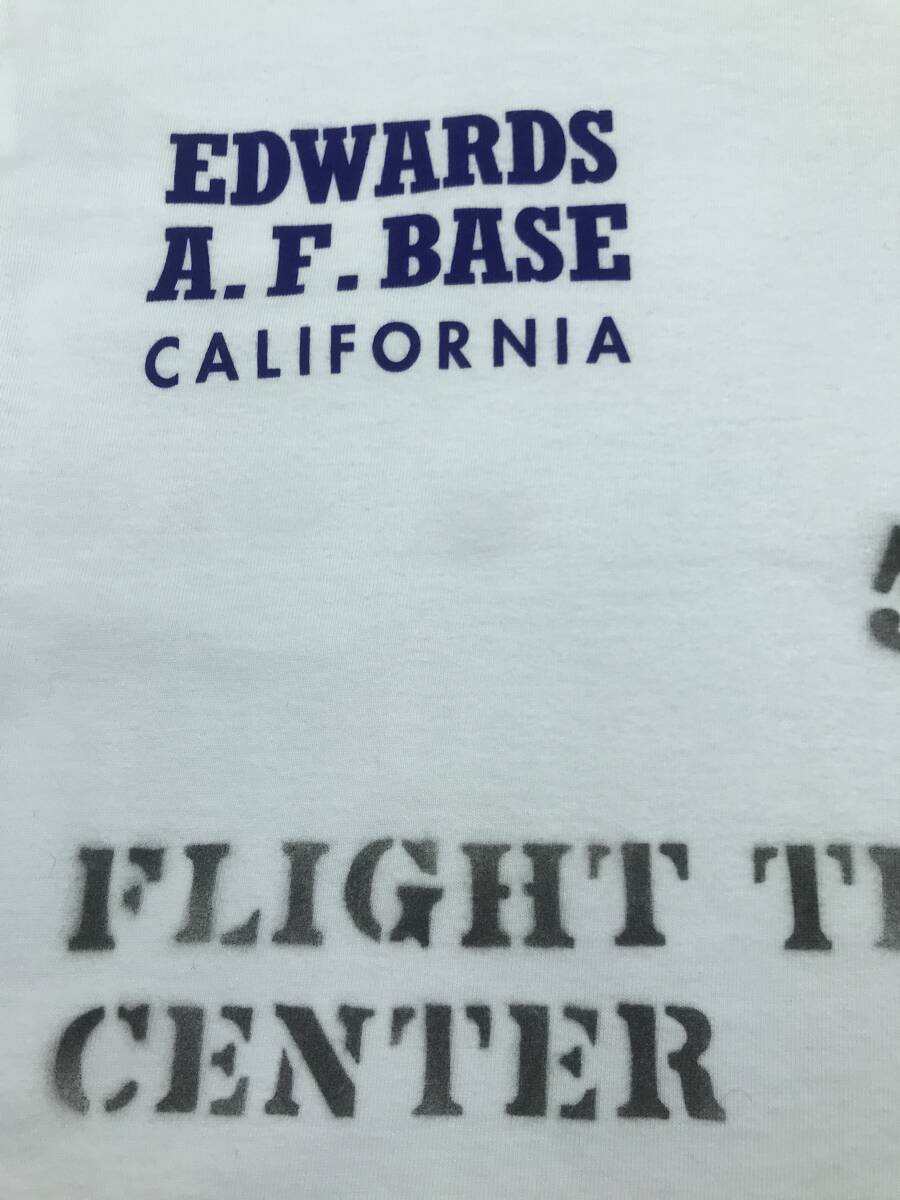 EDWARDS
A.F. BASE
CALIFORNIA
FLIGHT
CENTER